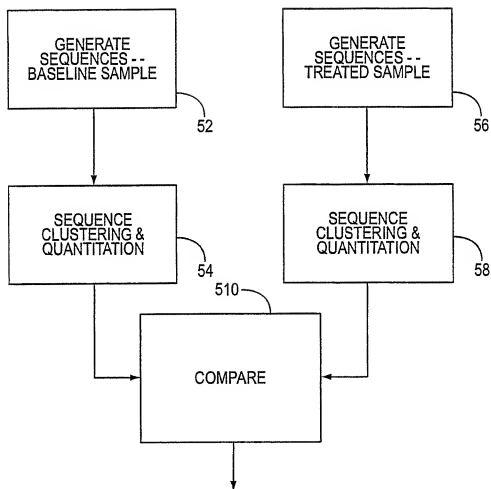 GENERATE
SEQUENCES --
BASELINE SAMPLE
52
GENERATE
SEQUENCES --
TREATED SAMPLE
56
SEQUENCE
CLUSTERING &
QUANTITATION
54
SEQUENCE
CLUSTERING &
QUANTITATION
58
510
COMPARE